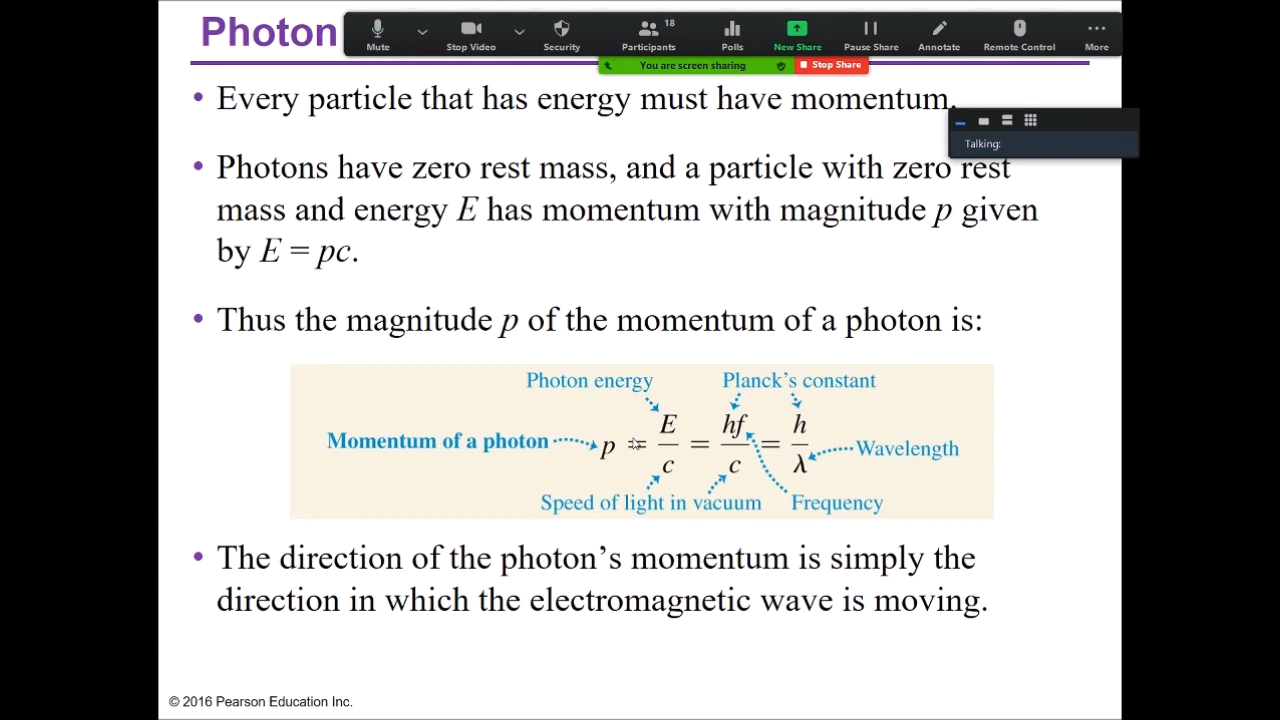 Photon
Mute
Stop Video
Security
Participants
18
Polls
New Share
Pause Share
Annotate
Remote Control
More
You are screen sharing
Stop Share
• Every particle that has energy must have momentum.
Talking:
• Photons have zero rest mass, and a particle with zero rest
mass and energy E has momentum with magnitude p given
by E = pc.
• Thus the magnitude p of the momentum of a photon is:
Photon energy
Planck's constant
Momentum of a photon
p = E/c = hf/c = h/λ
Wavelength
Speed of light in vacuum
Frequency
• The direction of the photon's momentum is simply the
direction in which the electromagnetic wave is moving.
© 2016 Pearson Education Inc.